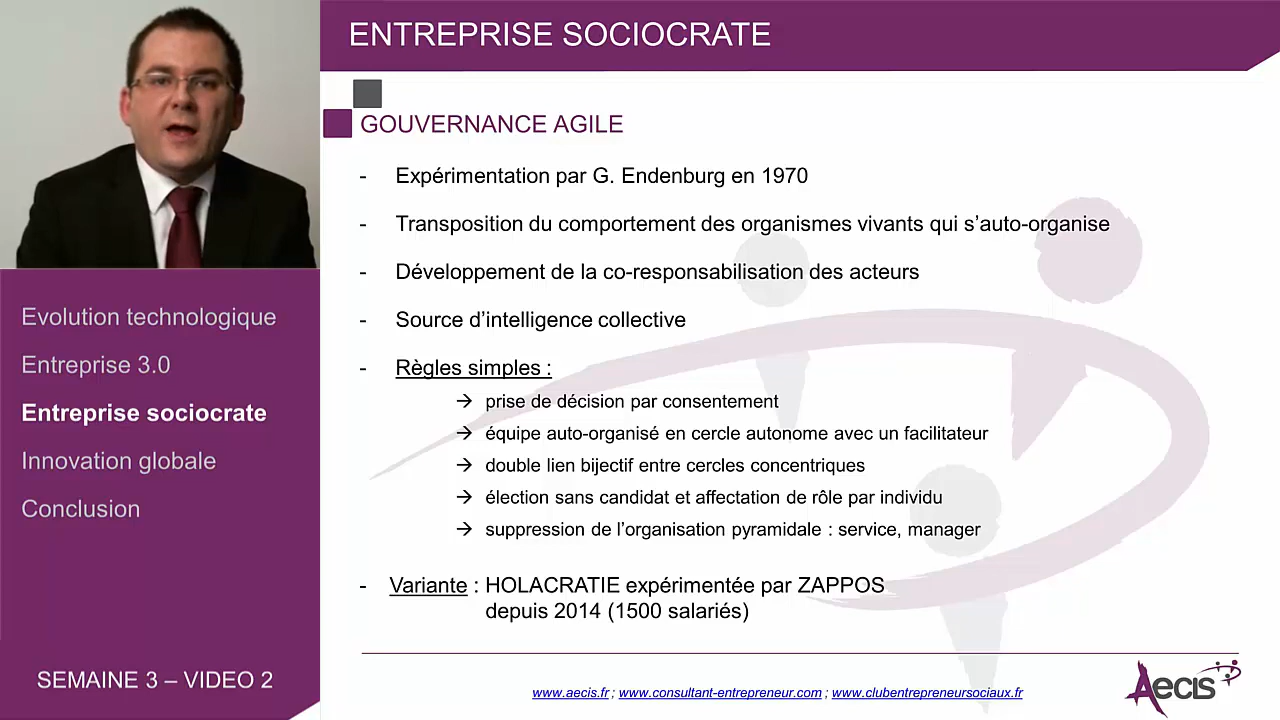 ENTREPRISE SOCIOCRATE
GOUVERNANCE AGILE
- Expérimentation par G. Endenburg en 1970
- Transposition du comportement des organismes vivants qui s’auto-organise
- Développement de la co-responsabilisation des acteurs
- Source d’intelligence collective
- Règles simples :
→ prise de décision par consentement
→ équipe auto-organisé en cercle autonome avec un facilitateur
→ double lien bijectif entre cercles concentriques
→ élection sans candidat et affectation de rôle par individu
→ suppression de l’organisation pyramidale : service, manager
- Variante : HOLACRATIE expérimentée par ZAPPOS
depuis 2014 (1500 salariés)
Evolution technologique
Entreprise 3.0
Entreprise sociocrate
Innovation globale
Conclusion
SEMAINE 3 – VIDEO 2
www.aecis.fr ; www.consultant-entrepreneur.com ; www.clubentrepreneursociaux.fr
Aecis